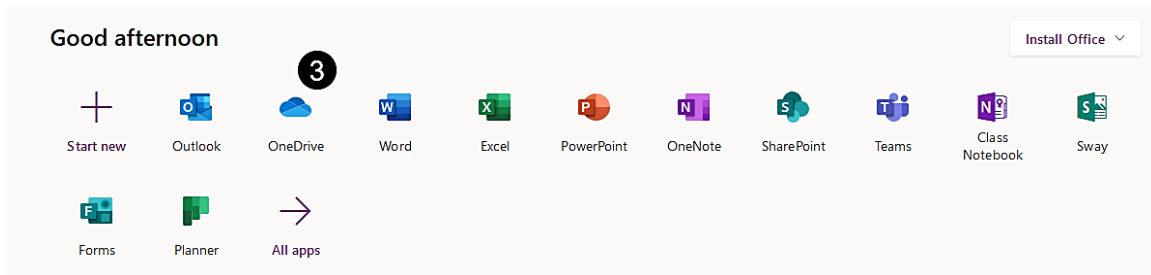 Good afternoon
Install Office
3
Start new
Outlook
OneDrive
Word
Excel
PowerPoint
OneNote
SharePoint
Teams
Class
Notebook
Sway
Forms
Planner
All apps